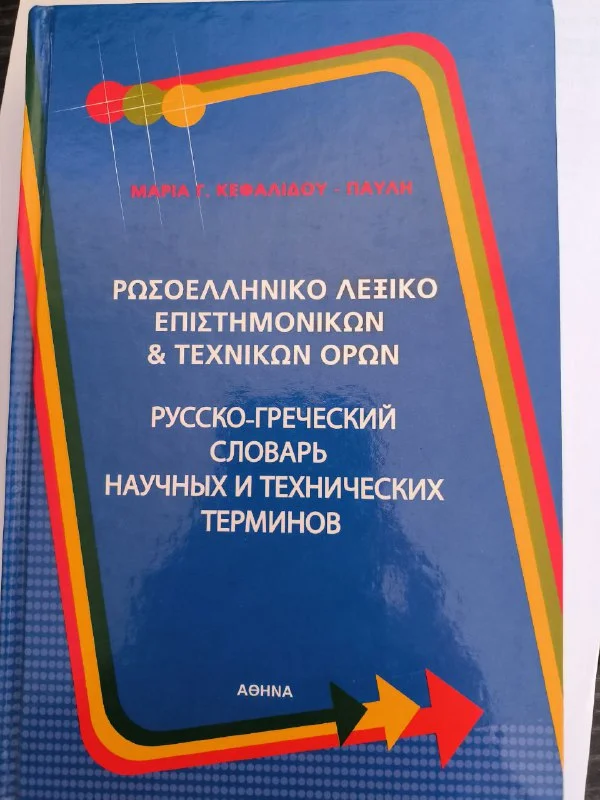 ΜΑΡΙΑ Γ. ΚΕΦΑΛΙΔΟΥ - ΠΑΥΛΗ
ΡΩΣΟΕΛΛΗΝΙΚΟ ΛΕΞΙΚΟ
ΕΠΙΣΤΗΜΟΝΙΚΩΝ
& ΤΕΧΝΙΚΩΝ ΟΡΩΝ
РУССКО-ГРЕЧЕСКИЙ
СЛОВАРЬ
НАУЧНЫХ И ТЕХНИЧЕСКИХ
ТЕРМИНОВ
ΑΘΗΝΑ